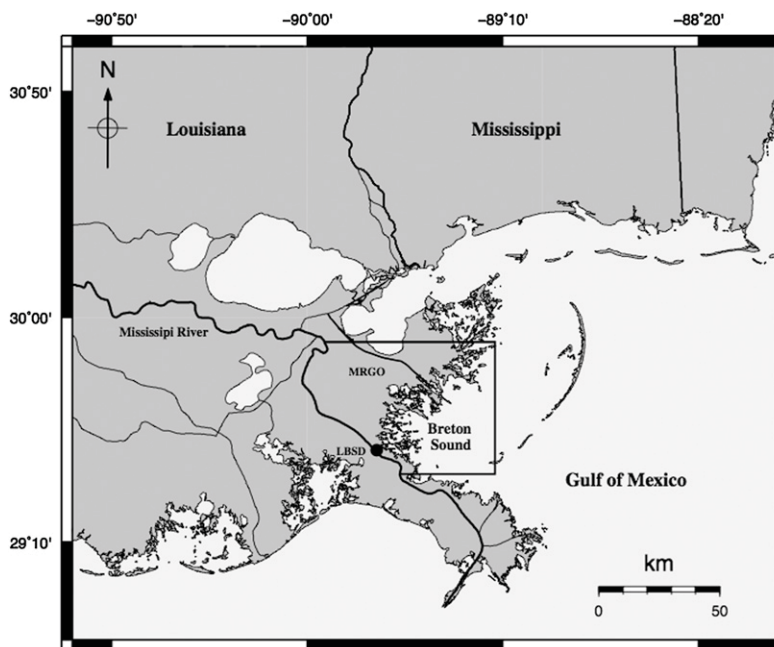 -90˚50' -90˚00' -89˚10' -88˚20'
30˚50'
N
Louisiana
Mississippi
30˚00'
Mississipi River
MRGO
Breton
Sound
LBSD
Gulf of Mexico
29˚10'
km
0 50